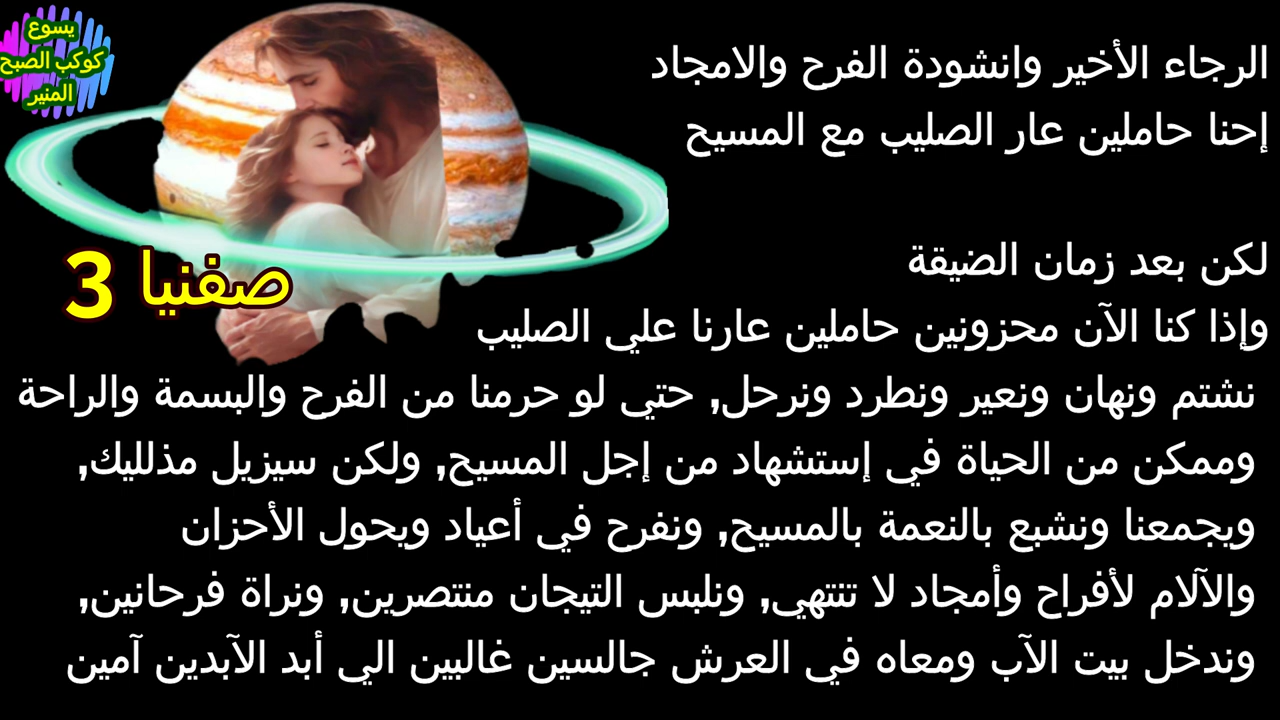 يسوع
كوكب الصبح
المنير
صفنيا 3
الرجاء الأخير وانشودة الفرح والامجاد
إحنا حاملين عار الصليب مع المسيح
لكن بعد زمان الضيقة
وإذا كنا الآن محزونين حاملين عارنا علي الصليب
نشتم ونهان ونعير ونطرد ونرحل, حتي لو حرمنا من الفرح والبسمة والراحة
وممكن من الحياة في إستشهاد من إجل المسيح, ولكن سيزيل مذلليك,
ويجمعنا ونشبع بالنعمة بالمسيح, ونفرح في أعياد ويحول الأحزان
والآلام لأفراح وأمجاد لا تنتهي, ونلبس التيجان منتصرين, ونراة فرحانين,
وندخل بيت الآب ومعاه في العرش جالسين غالبين الي أبد الآبدين آمين